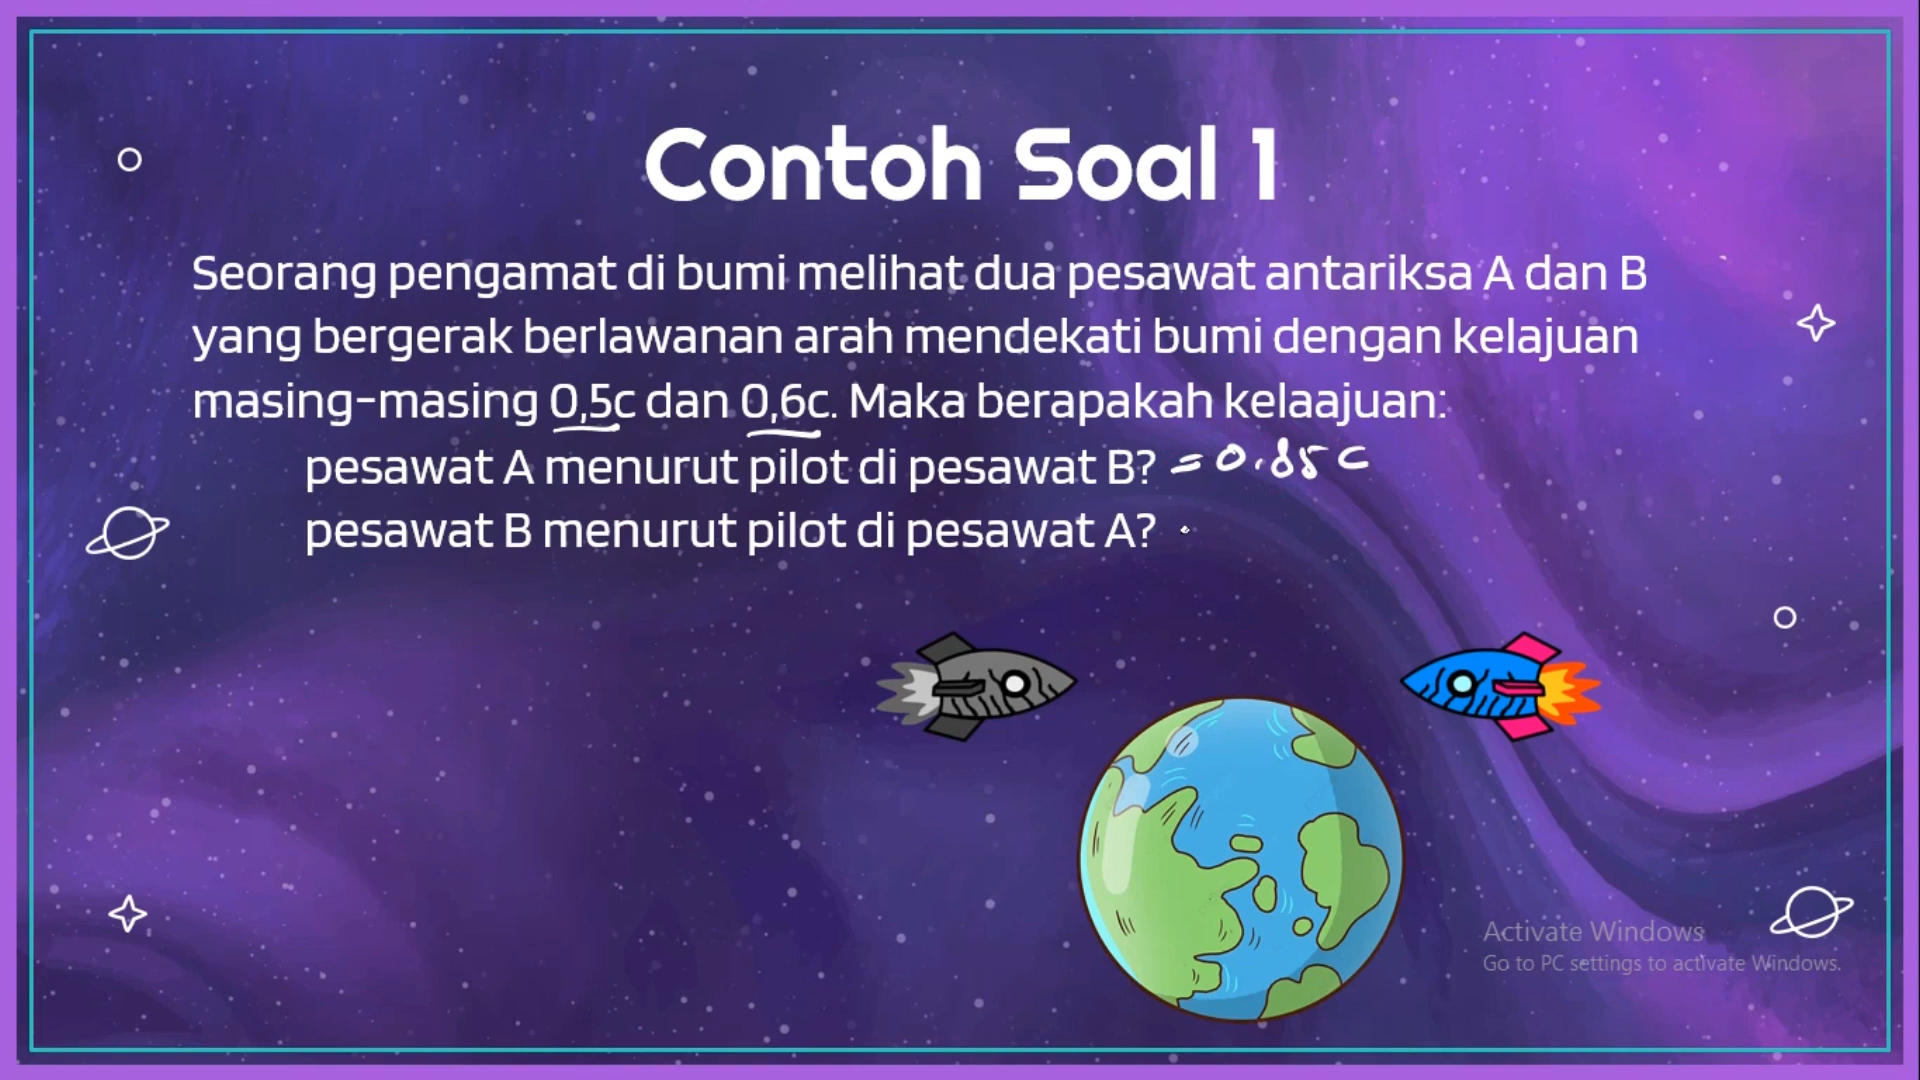 Contoh Soal 1
Seorang pengamat di bumi melihat dua pesawat antariksa A dan B
yang bergerak berlawanan arah mendekati bumi dengan kelajuan
masing-masing 0,5c dan 0,6c. Maka berapakah kelaajuan:
pesawat A menurut pilot di pesawat B? = 0.85 c
pesawat B menurut pilot di pesawat A?
Activate Windows
Go to PC settings to activate Windows.